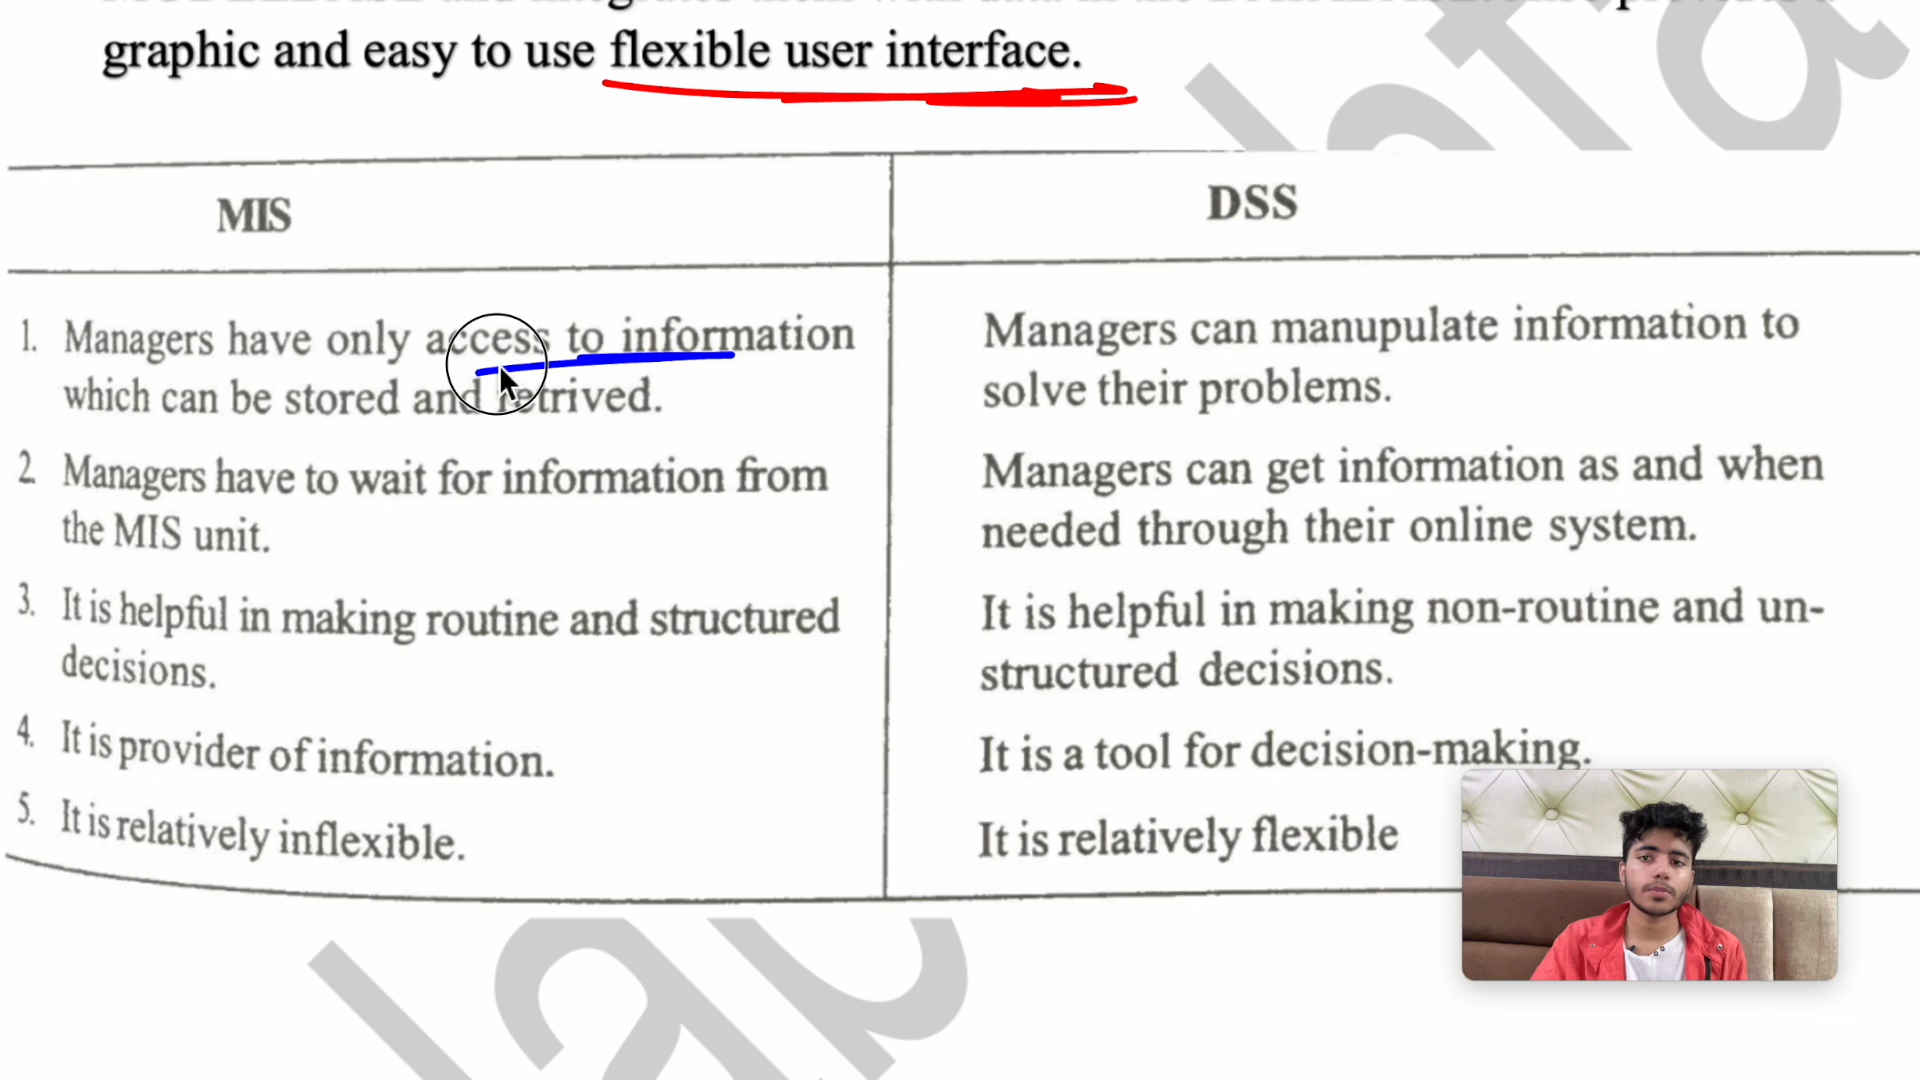 graphic and easy to use flexible user interface.
MIS
DSS
1. Managers have only access to information
which can be stored and retrived.
Managers can manupulate information to
solve their problems.
2. Managers have to wait for information from
the MIS unit.
Managers can get information as and when
needed through their online system.
3. It is helpful in making routine and structured
decisions.
It is helpful in making non-routine and un-
structured decisions.
4. It is provider of information.
It is a tool for decision-making.
5. It is relatively inflexible.
It is relatively flexible